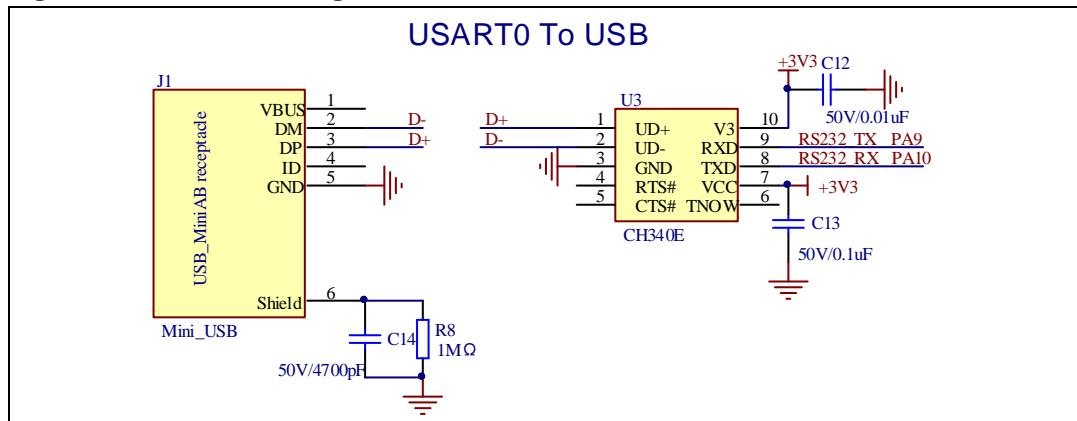 USART0 To USB
J1
USB_MiniAB receptacle
VBUS 1
DM 2 D-
DP 3 D+
ID 4
GND 5
Shield 6
Mini_USB
C14
50V/4700pF
R8
1MΩ
U3
D+ 1 UD+
D- 2 UD-
3 GND
4 RTS#
5 CTS#
V3 10
RXD 9 RS232_TX PA9
TXD 8 RS232_RX PA10
VCC 7 +3V3
TNOW 6
CH340E
+3V3
C12
50V/0.01uF
C13
50V/0.1uF